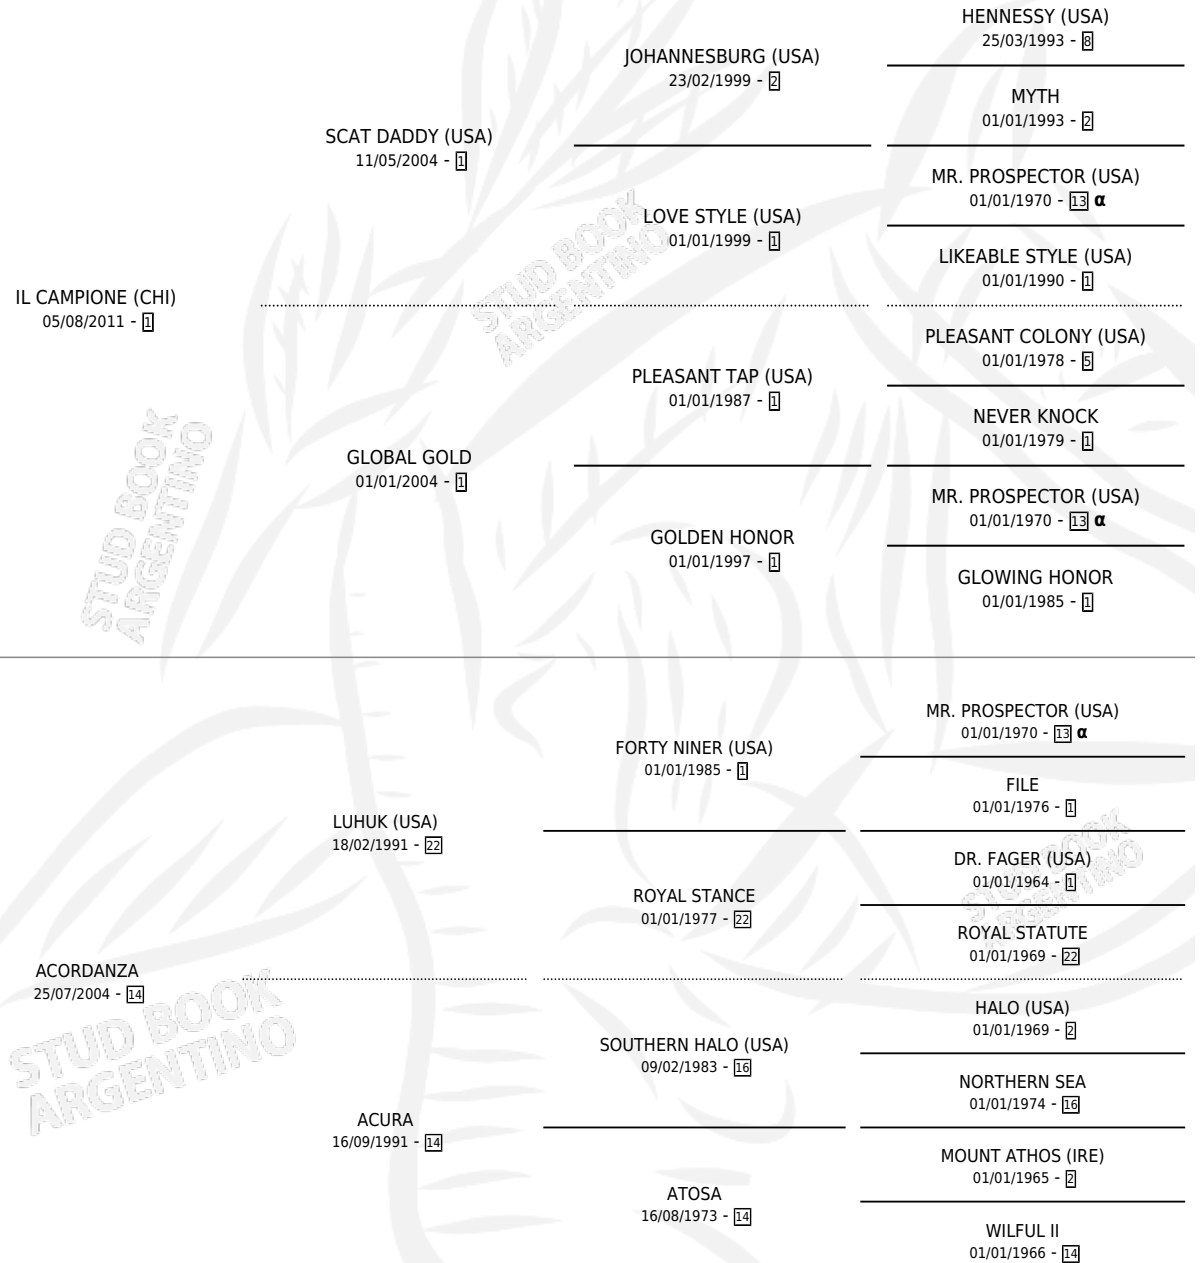 HENNESSY (USA)
25/03/1993 - 8
JOHANNESBURG (USA)
23/02/1999 - 2
MYTH
01/01/1993 - 2
SCAT DADDY (USA)
11/05/2004 - 1
MR. PROSPECTOR (USA)
01/01/1970 - 13 α
LOVE STYLE (USA)
01/01/1999 - 1
LIKEABLE STYLE (USA)
01/01/1990 - 1
STUD BOOK
ARGENTINO
IL CAMPIONE (CHI)
05/08/2011 - 1
PLEASANT COLONY (USA)
01/01/1978 - 5
PLEASANT TAP (USA)
01/01/1987 - 1
NEVER KNOCK
01/01/1979 - 1
GLOBAL GOLD
01/01/2004 - 1
MR. PROSPECTOR (USA)
01/01/1970 - 13 α
GOLDEN HONOR
01/01/1997 - 1
GLOWING HONOR
01/01/1985 - 1
STUD BOOK
ARGENTINO
MR. PROSPECTOR (USA)
01/01/1970 - 13 α
FORTY NINER (USA)
01/01/1985 - 1
FILE
01/01/1976 - 1
LUHUK (USA)
18/02/1991 - 22
DR. FAGER (USA)
01/01/1964 - 1
ROYAL STANCE
01/01/1977 - 22
ROYAL STATUTE
01/01/1969 - 22
STUD BOOK
ARGENTINO
ACORDANZA
25/07/2004 - 14
HALO (USA)
01/01/1969 - 2
SOUTHERN HALO (USA)
09/02/1983 - 16
NORTHERN SEA
01/01/1974 - 16
STUD BOOK
ARGENTINO
ACURA
16/09/1991 - 14
MOUNT ATHOS (IRE)
01/01/1965 - 2
ATOSA
16/08/1973 - 14
WILFUL II
01/01/1966 - 14